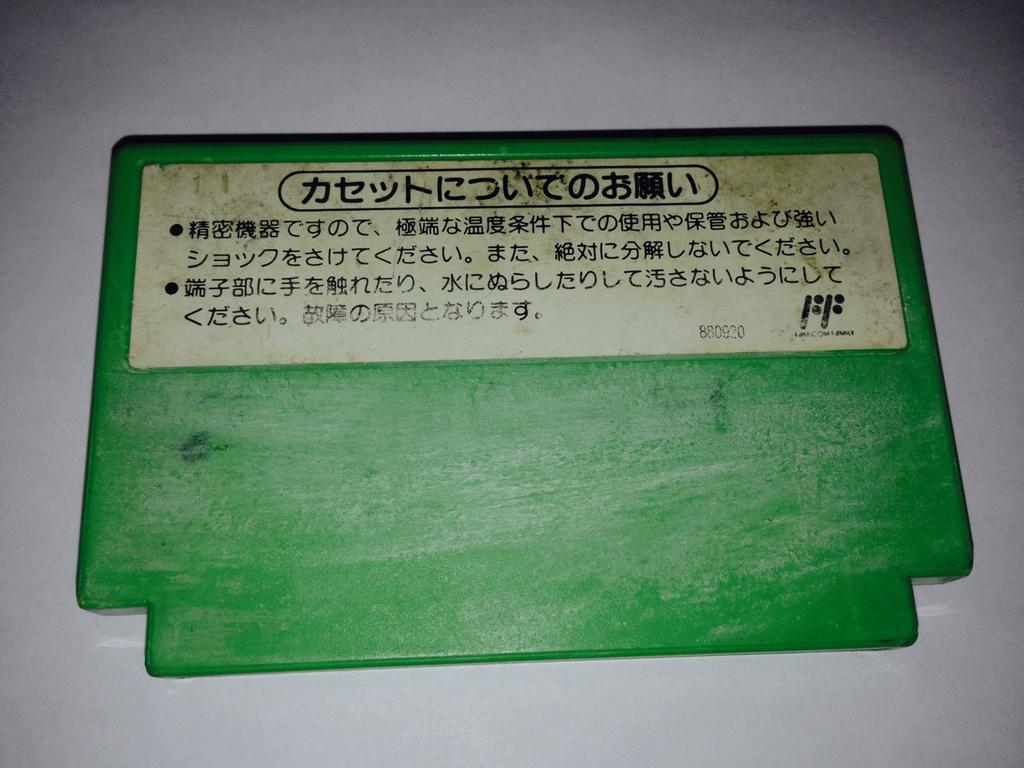 カセットについてのお願い
●精密機器ですので、極端な温度条件下での使用や保管および強い
ショックをさけてください。また、絶対に分解しないでください。
●端子部に手を触れたり、水にぬらしたりして汚さないようにして
ください。故障の原因となります。
880920
FF
FAMICOM FAMILY